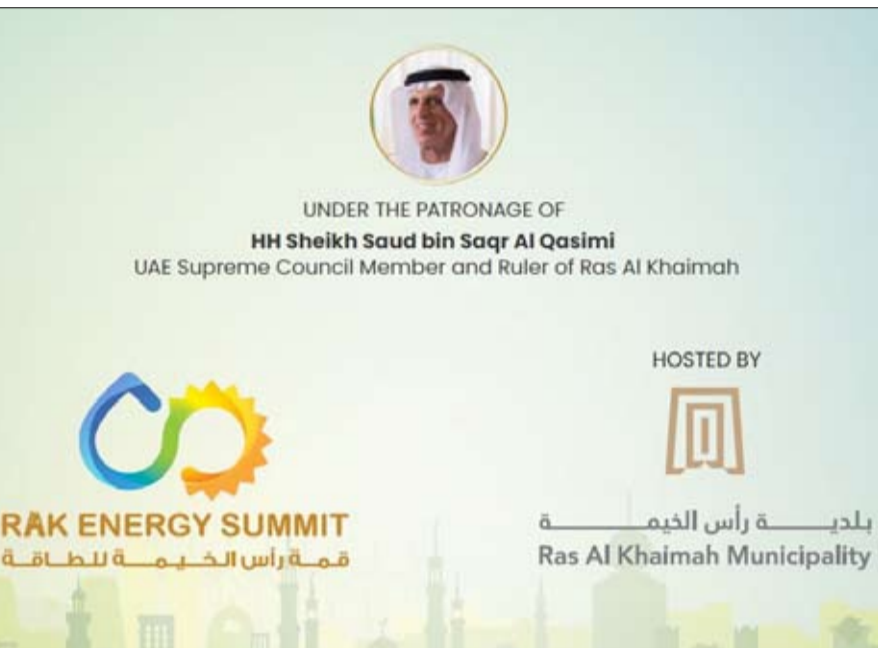 UNDER THE PATRONAGE OF
HH Sheikh Saud bin Saqr Al Qasimi
UAE Supreme Council Member and Ruler of Ras Al Khaimah
HOSTED BY
RAK ENERGY SUMMIT
قمة رأس الخيمة للطاقة
بلدية رأس الخيمة
Ras Al Khaimah Municipality